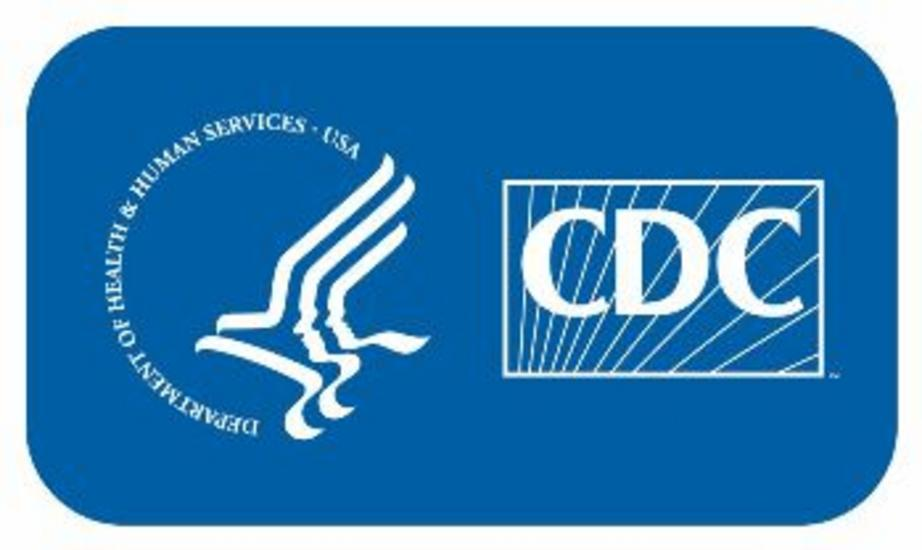 DEPARTMENT OF HEALTH & HUMAN SERVICES · USA
CDC